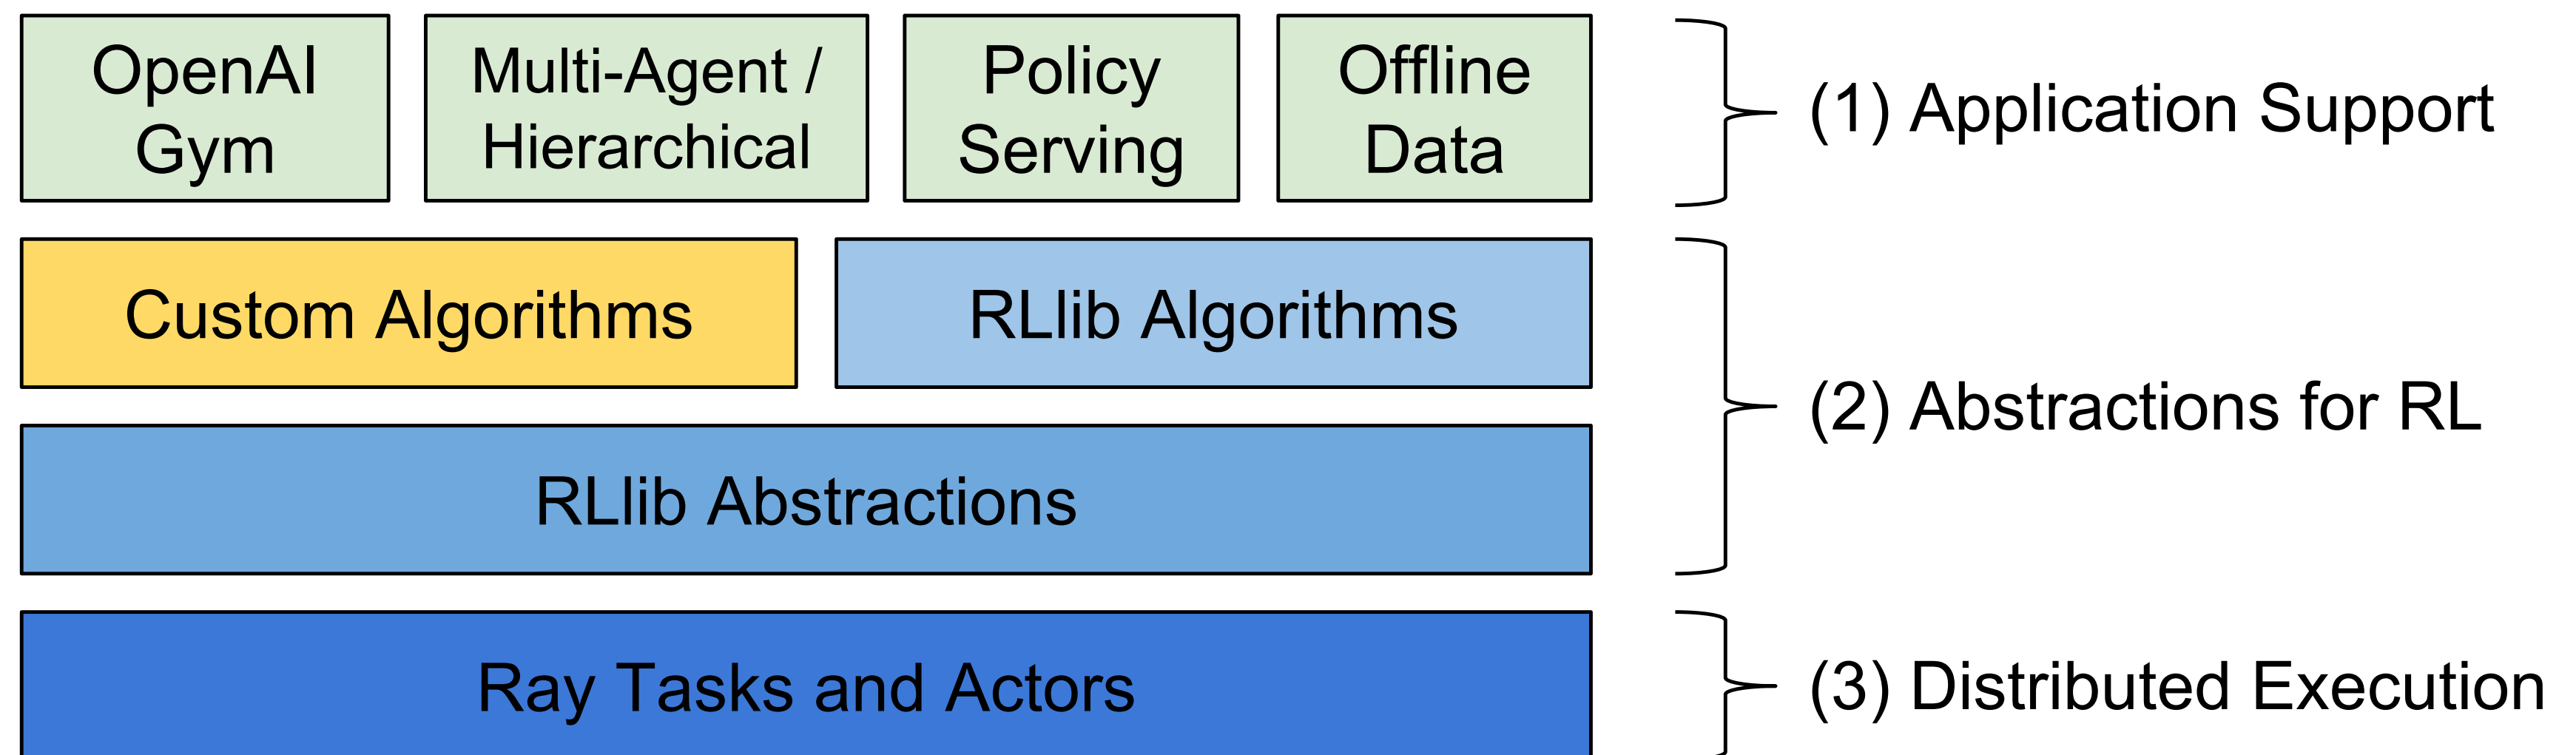 OpenAI
Gym
Multi-Agent /
Hierarchical
Policy
Serving
Offline
Data
(1) Application Support
Custom Algorithms
RLlib Algorithms
(2) Abstractions for RL
RLlib Abstractions
Ray Tasks and Actors
(3) Distributed Execution